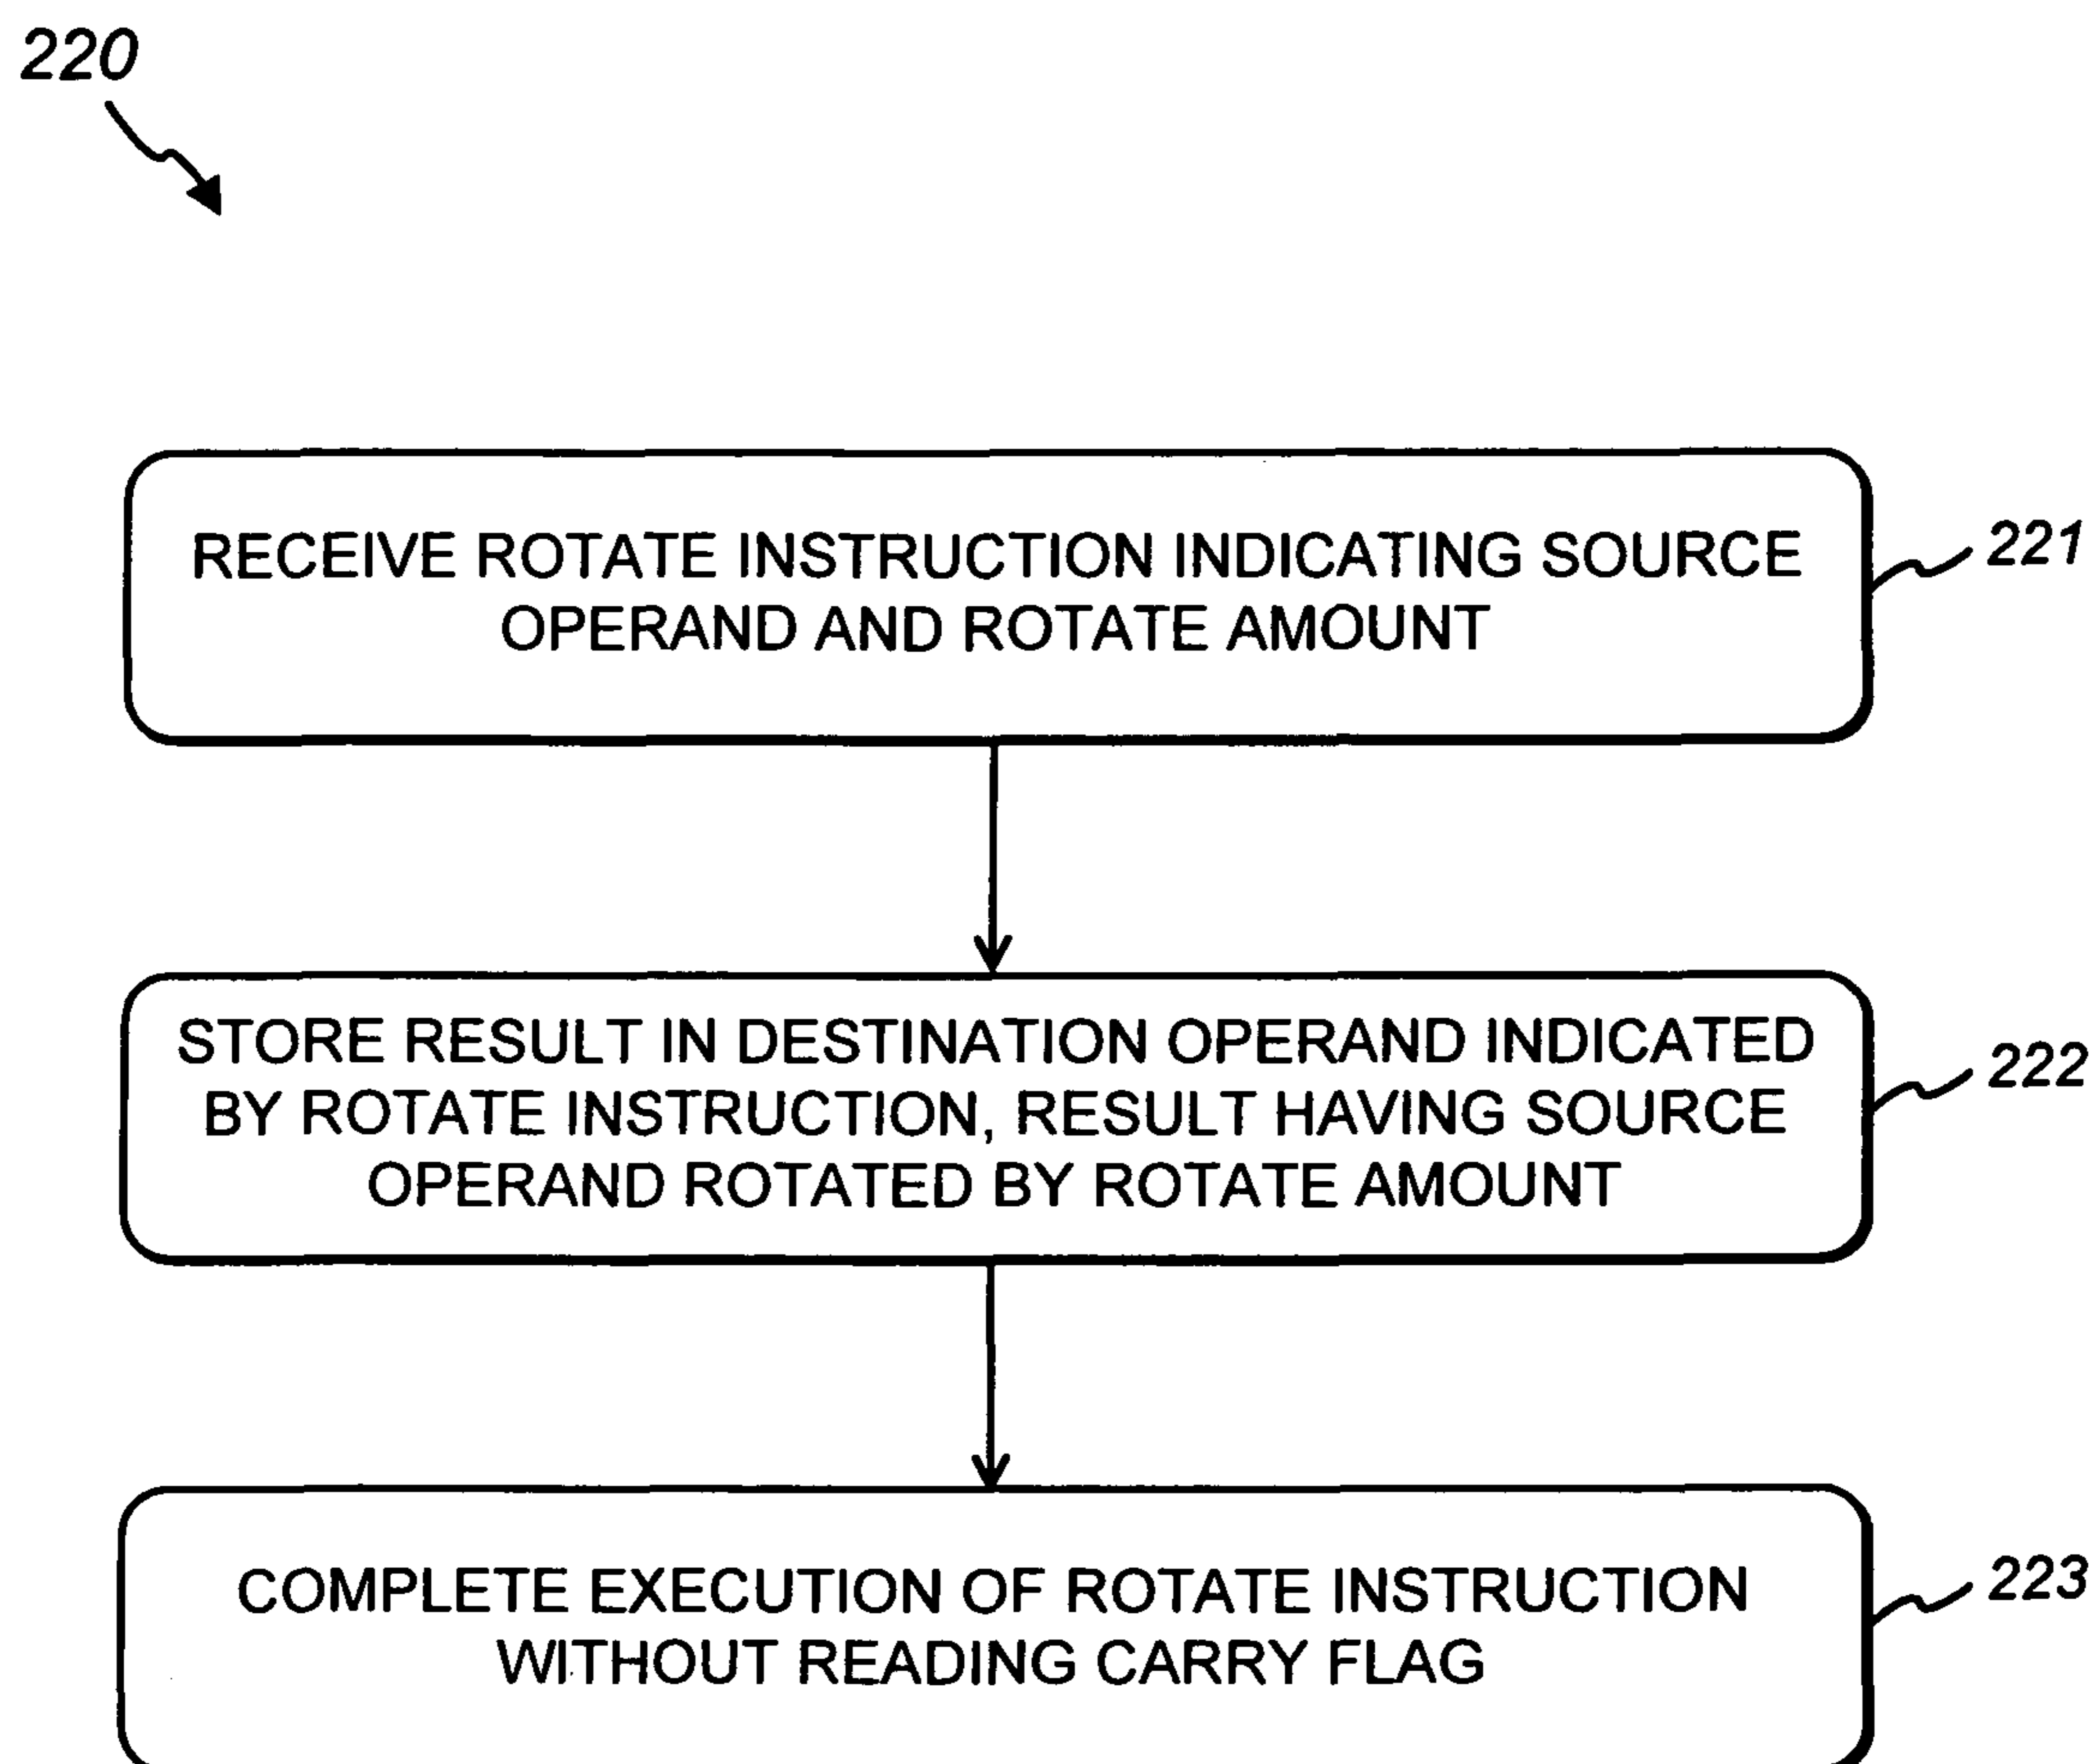 220
RECEIVE ROTATE INSTRUCTION INDICATING SOURCE
OPERAND AND ROTATE AMOUNT
221
STORE RESULT IN DESTINATION OPERAND INDICATED
BY ROTATE INSTRUCTION, RESULT HAVING SOURCE
OPERAND ROTATED BY ROTATE AMOUNT
222
COMPLETE EXECUTION OF ROTATE INSTRUCTION
WITHOUT READING CARRY FLAG
223